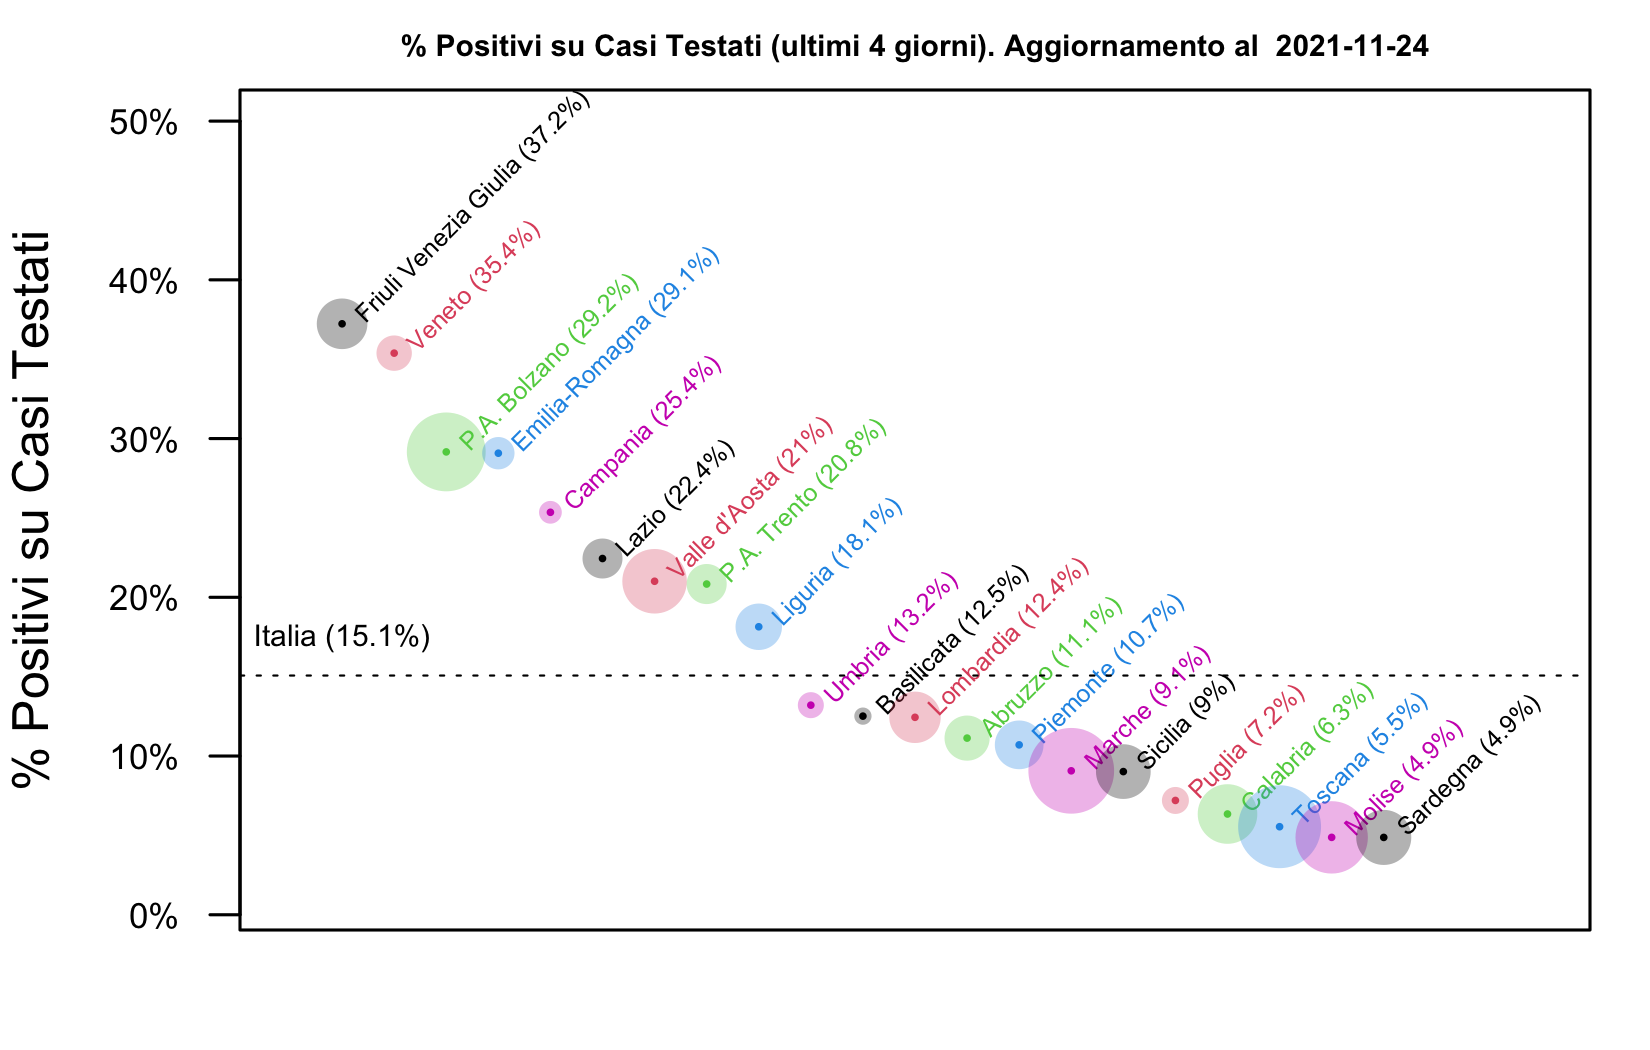 % Positivi su Casi Testati (ultimi 4 giorni). Aggiornamento al  2021-11-24
% Positivi su Casi Testati
50%
40%
30%
20%
10%
0%
Friuli Venezia Giulia (37.2%)
Veneto (35.4%)
P.A. Bolzano (29.2%)
Emilia-Romagna (29.1%)
Campania (25.4%)
Lazio (22.4%)
Valle d'Aosta (21%)
P.A. Trento (20.8%)
Liguria (18.1%)
Italia (15.1%)
Umbria (13.2%)
Basilicata (12.5%)
Lombardia (12.4%)
Abruzzo (11.1%)
Piemonte (10.7%)
Marche (9.1%)
Sicilia (9%)
Puglia (7.2%)
Calabria (6.3%)
Toscana (5.5%)
Molise (4.9%)
Sardegna (4.9%)